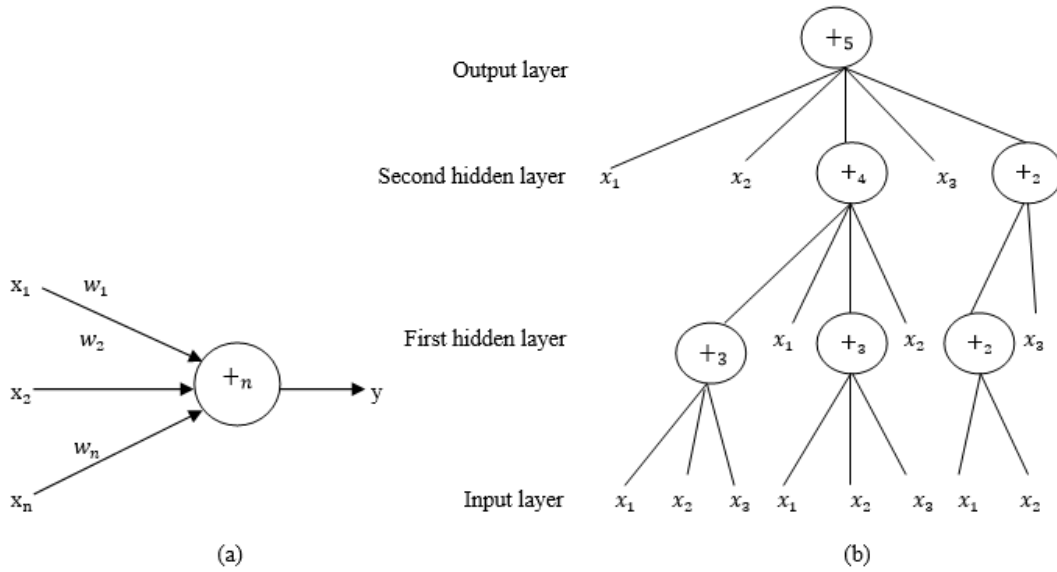 +₅
Output layer
Second hidden layer
x₁ x₂ +₄ x₃ +₂
x₁ w₁
w₂
+ₙ
x₂ y
wₙ
xₙ
First hidden layer
+₃ x₁ +₃ x₂ +₂ x₃
Input layer
x₁ x₂ x₃ x₁ x₂ x₃ x₁ x₂
(a)
(b)